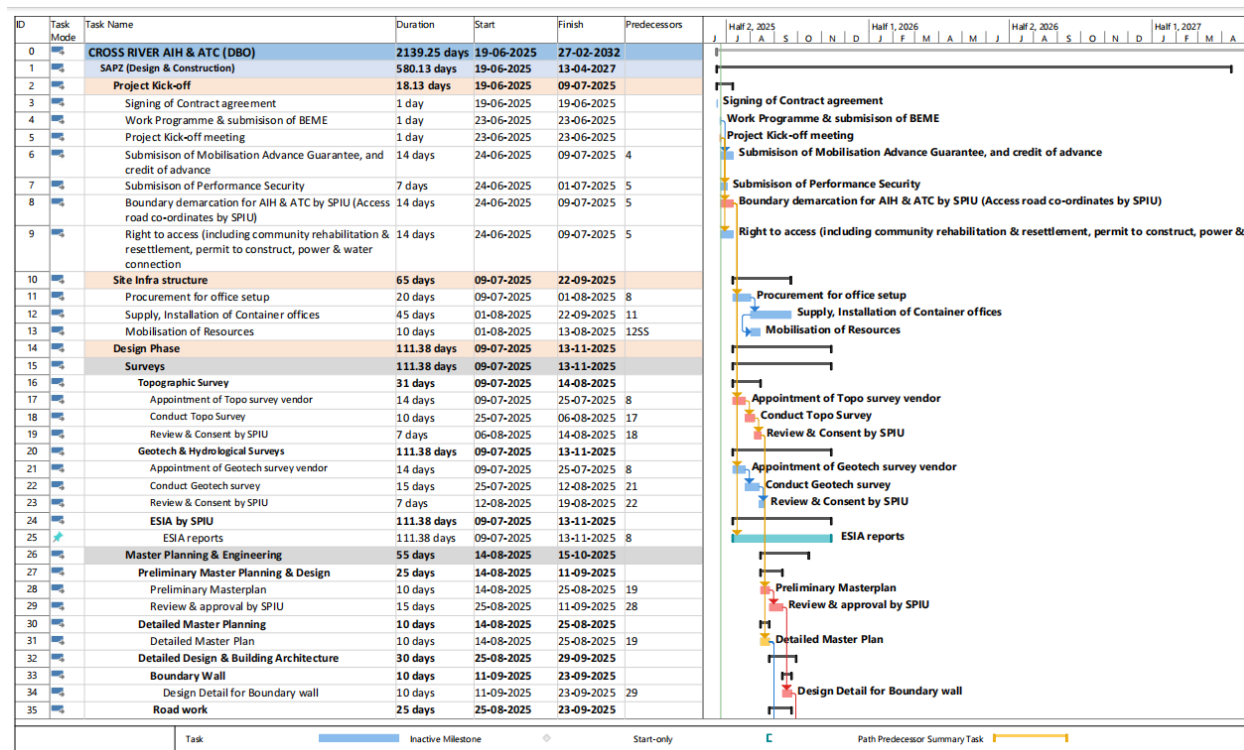 ID Task Mode Task Name Duration Start Finish Predecessors Half 2, 2025 Half 1, 2026 Half 2, 2026 Half 1, 2027
J J A S O N D J F M A M J J A S O N D J F M A
0 CROSS RIVER AIH & ATC (DBO) 2139.25 days 19-06-2025 27-02-2032
1 SAPZ (Design & Construction) 580.13 days 19-06-2025 13-04-2027
2 Project Kick-off 18.13 days 19-06-2025 09-07-2025
3 Signing of Contract agreement 1 day 19-06-2025 19-06-2025 Signing of Contract agreement
4 Work Programme & submisison of BEME 1 day 23-06-2025 23-06-2025 Work Programme & submisison of BEME
5 Project Kick-off meeting 1 day 23-06-2025 23-06-2025 Project Kick-off meeting
6 Submisison of Mobilisation Advance Guarantee, and 14 days 24-06-2025 09-07-2025 4 Submisison of Mobilisation Advance Guarantee, and credit of advance
credit of advance
7 Submisison of Performance Security 7 days 24-06-2025 01-07-2025 5 Submisison of Performance Security
8 Boundary demarcation for AIH & ATC by SPIU (Access 14 days 24-06-2025 09-07-2025 5 Boundary demarcation for AIH & ATC by SPIU (Access road co-ordinates by SPIU)
road co-ordinates by SPIU)
9 Right to access (including community rehabilitation & 14 days 24-06-2025 09-07-2025 5 Right to access (including community rehabilitation & resettlement, permit to construct, power &
resettlement, permit to construct, power & water
connection
10 Site Infra structure 65 days 09-07-2025 22-09-2025
11 Procurement for office setup 20 days 09-07-2025 01-08-2025 8 Procurement for office setup
12 Supply, Installation of Container offices 45 days 01-08-2025 22-09-2025 11 Supply, Installation of Container offices
13 Mobilisation of Resources 10 days 01-08-2025 13-08-2025 12SS Mobilisation of Resources
14 Design Phase 111.38 days 09-07-2025 13-11-2025
15 Surveys 111.38 days 09-07-2025 13-11-2025
16 Topographic Survey 31 days 09-07-2025 14-08-2025
17 Appointment of Topo survey vendor 14 days 09-07-2025 25-07-2025 8 Appointment of Topo survey vendor
18 Conduct Topo Survey 10 days 25-07-2025 06-08-2025 17 Conduct Topo Survey
19 Review & Consent by SPIU 7 days 06-08-2025 14-08-2025 18 Review & Consent by SPIU
20 Geotech & Hydrological Surveys 111.38 days 09-07-2025 13-11-2025
21 Appointment of Geotech survey vendor 14 days 09-07-2025 25-07-2025 8 Appointment of Geotech survey vendor
22 Conduct Geotech survey 15 days 25-07-2025 12-08-2025 21 Conduct Geotech survey
23 Review & Consent by SPIU 7 days 12-08-2025 19-08-2025 22 Review & Consent by SPIU
24 ESIA by SPIU 111.38 days 09-07-2025 13-11-2025
25 ESIA reports 111.38 days 09-07-2025 13-11-2025 8 ESIA reports
26 Master Planning & Engineering 55 days 14-08-2025 15-10-2025
27 Preliminary Master Planning & Design 25 days 14-08-2025 11-09-2025
28 Preliminary Masterplan 10 days 14-08-2025 25-08-2025 19 Preliminary Masterplan
29 Review & approval by SPIU 15 days 25-08-2025 11-09-2025 28 Review & approval by SPIU
30 Detailed Master Planning 10 days 14-08-2025 25-08-2025
31 Detailed Master Plan 10 days 14-08-2025 25-08-2025 19 Detailed Master Plan
32 Detailed Design & Building Architecture 30 days 25-08-2025 29-09-2025
33 Boundary Wall 10 days 11-09-2025 23-09-2025
34 Design Detail for Boundary wall 10 days 11-09-2025 23-09-2025 29 Design Detail for Boundary wall
35 Road work 25 days 25-08-2025 23-09-2025
Task Inactive Milestone Start-only Path Predecessor Summary Task